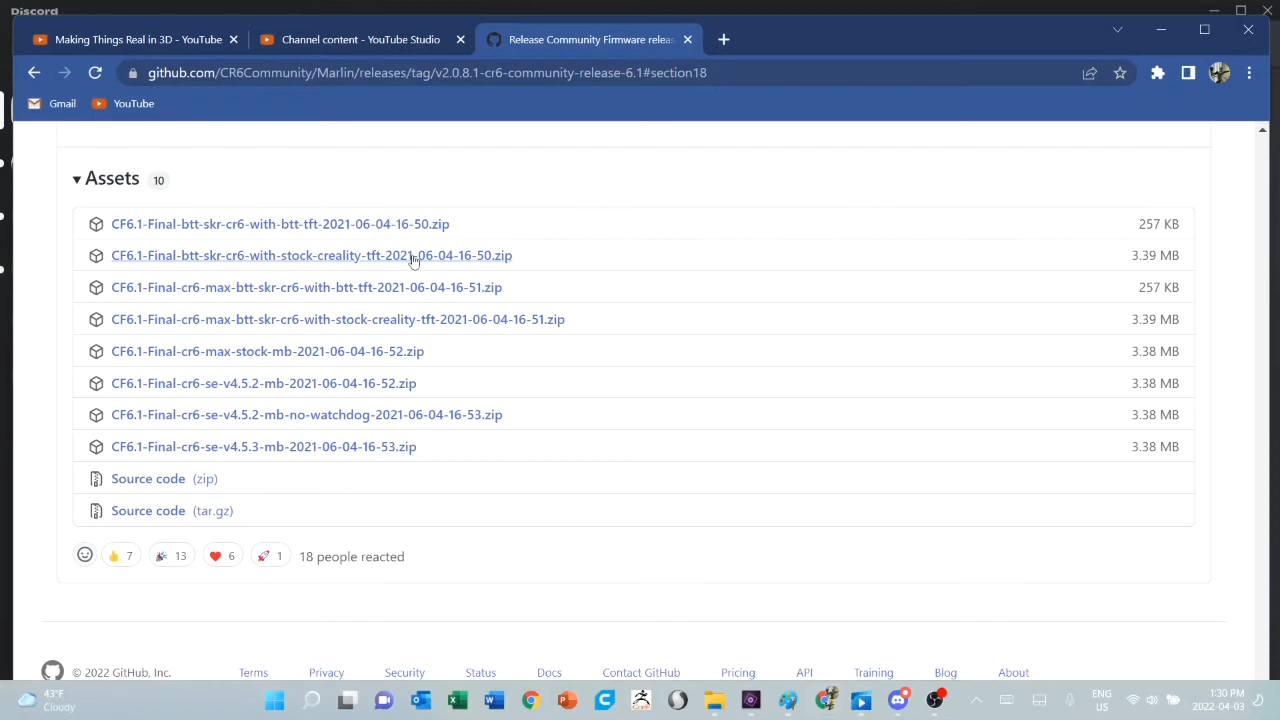 Discord
Making Things Real in 3D - YouTube
Channel content - YouTube Studio
Release Community Firmware releas
github.com/CR6Community/Marlin/releases/tag/v2.0.8.1-cr6-community-release-6.1#section18
Gmail
YouTube
Assets 10
CF6.1-Final-btt-skr-cr6-with-btt-tft-2021-06-04-16-50.zip 257 KB
CF6.1-Final-btt-skr-cr6-with-stock-creality-tft-2021-06-04-16-50.zip 3.39 MB
CF6.1-Final-cr6-max-btt-skr-cr6-with-btt-tft-2021-06-04-16-51.zip 257 KB
CF6.1-Final-cr6-max-btt-skr-cr6-with-stock-creality-tft-2021-06-04-16-51.zip 3.39 MB
CF6.1-Final-cr6-max-stock-mb-2021-06-04-16-52.zip 3.38 MB
CF6.1-Final-cr6-se-v4.5.2-mb-2021-06-04-16-52.zip 3.38 MB
CF6.1-Final-cr6-se-v4.5.2-mb-no-watchdog-2021-06-04-16-53.zip 3.38 MB
CF6.1-Final-cr6-se-v4.5.3-mb-2021-06-04-16-53.zip 3.38 MB
Source code (zip)
Source code (tar.gz)
7 13 6 1 18 people reacted
© 2022 GitHub, Inc. Terms Privacy Security Status Docs Contact GitHub Pricing API Training Blog About
43°F
Cloudy
ENG
US
1:30 PM
2022-04-03